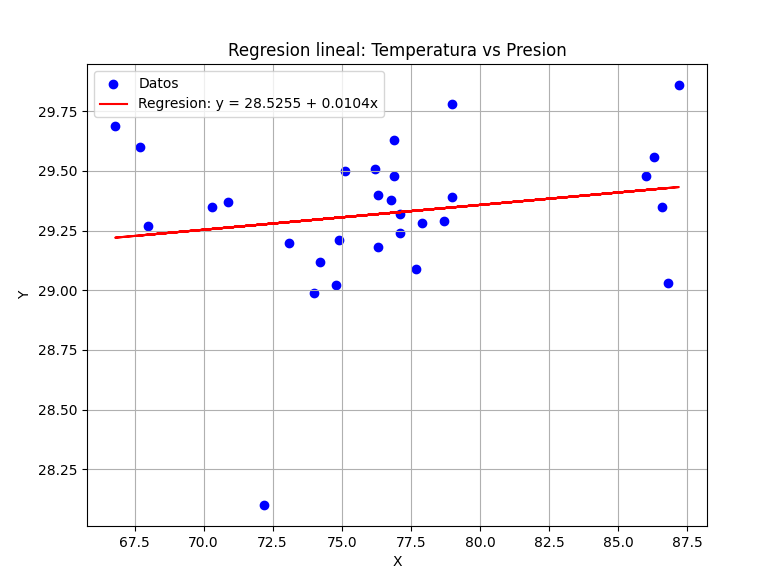 Regresion lineal: Temperatura vs Presion
Datos
Regresion: y = 28.5255 + 0.0104x
29.75
29.50
29.25
29.00
28.75
28.50
28.25
Y
67.5 70.0 72.5 75.0 77.5 80.0 82.5 85.0 87.5
X